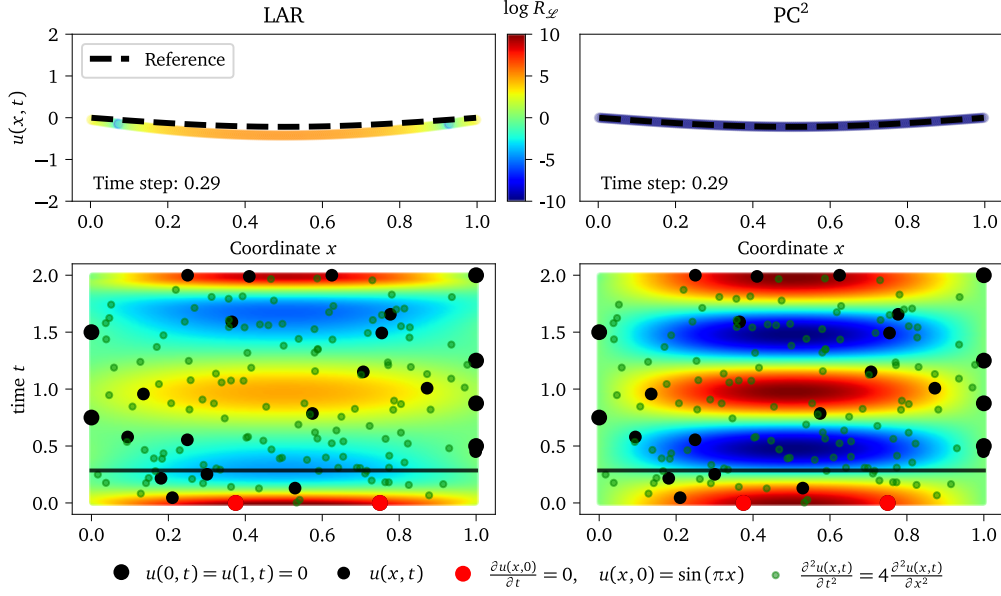 LAR
log R_ℒ
PC²
2
1
0
−1
−2
u(x, t)
Reference
Time step: 0.29
0.0 0.2 0.4 0.6 0.8 1.0
Coordinate x
10
5
0
-5
-10
Time step: 0.29
0.0 0.2 0.4 0.6 0.8 1.0
Coordinate x
2.0
1.5
1.0
0.5
0.0
time t
0.0 0.2 0.4 0.6 0.8 1.0
0.0 0.2 0.4 0.6 0.8 1.0
u(0, t) = u(1, t) = 0 u(x, t) ∂u(x,0)/∂t = 0, u(x, 0) = sin(πx) ∂²u(x,t)/∂t² = 4 ∂²u(x,t)/∂x²